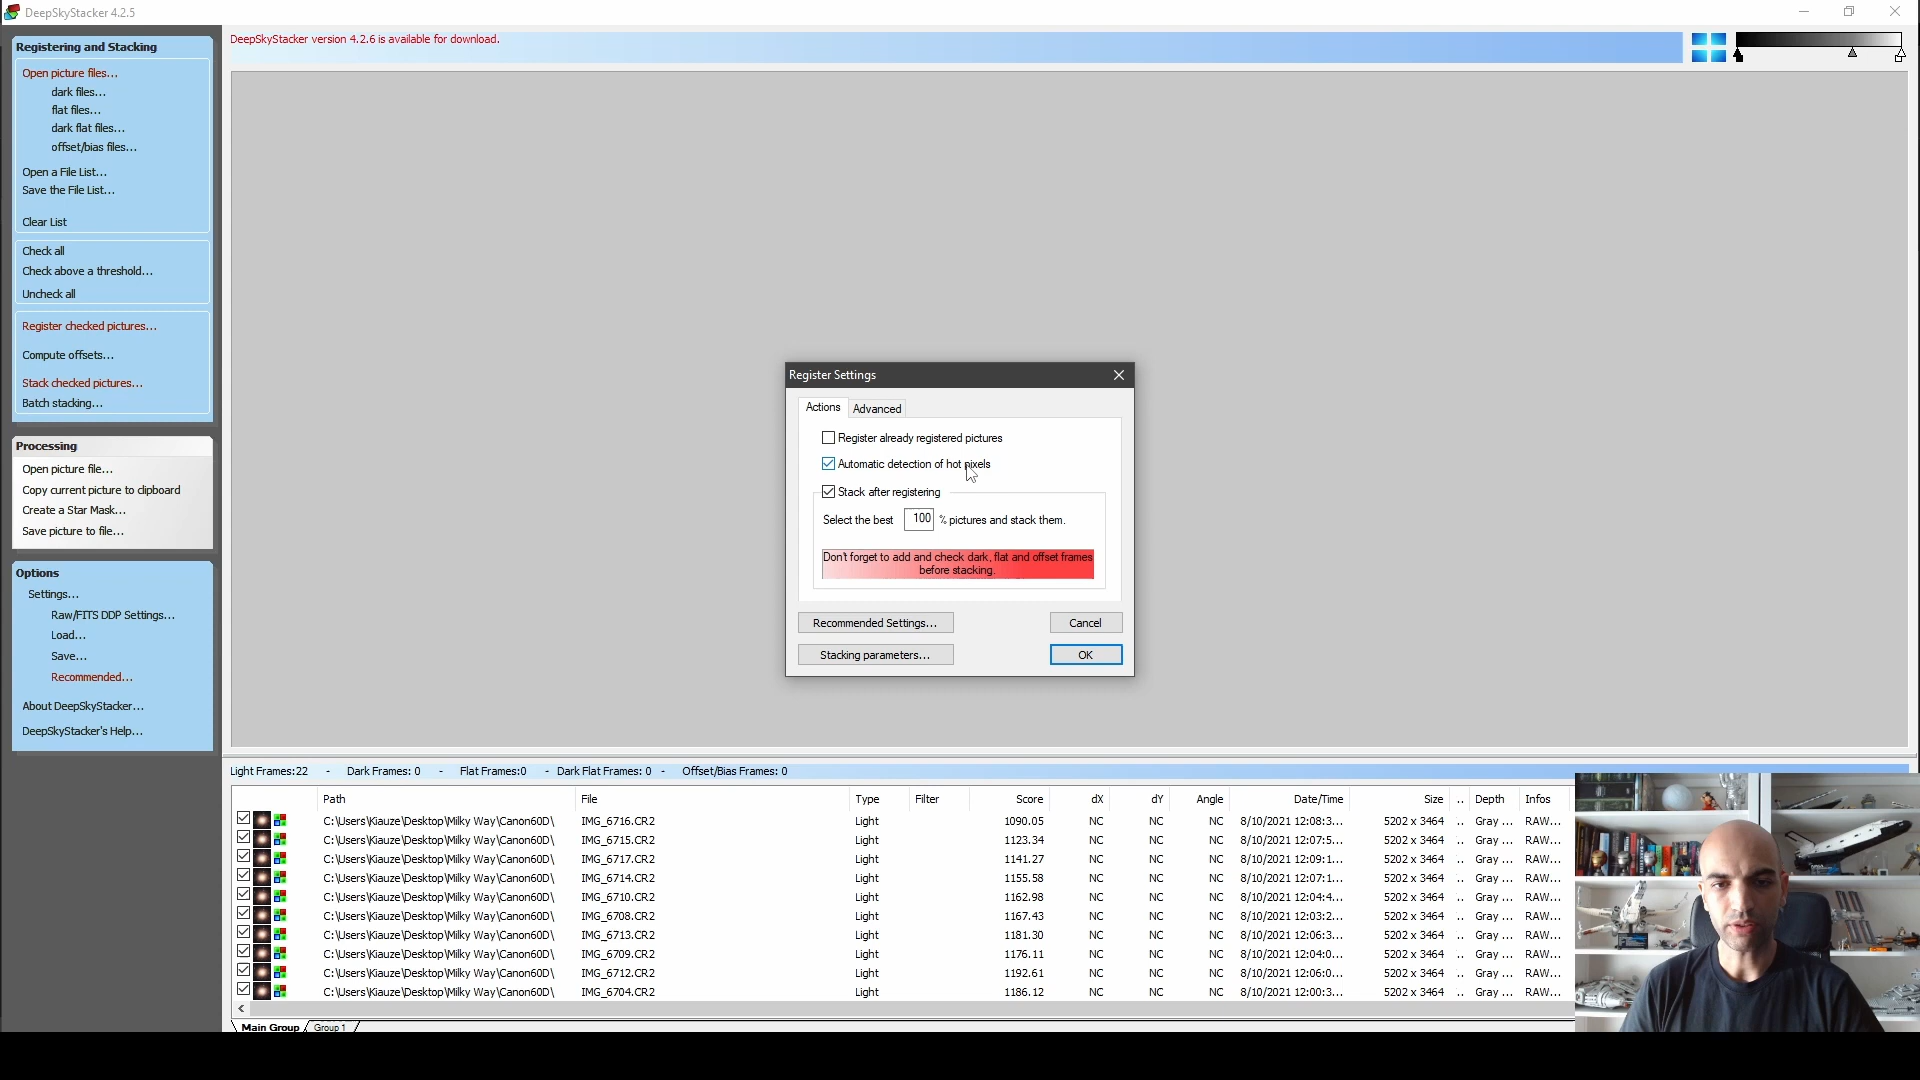 DeepSkyStacker 4.2.5
Registering and Stacking
Open picture files...
dark files...
flat files...
dark flat files...
offset/bias files...
Open a File List...
Save the File List...
Clear List
Check all
Check above a threshold...
Uncheck all
Register checked pictures...
Compute offsets...
Stack checked pictures...
Batch stacking...
Processing
Open picture file...
Copy current picture to clipboard
Create a Star Mask...
Save picture to file...
Options
Settings...
Raw/FITS DDP Settings...
Load...
Save...
Recommended...
About DeepSkyStacker...
DeepSkyStacker's Help...
DeepSkyStacker version 4.2.6 is available for download.
Register Settings
Actions Advanced
Register already registered pictures
Automatic detection of hot pixels
Stack after registering
Select the best 100 % pictures and stack them.
Don't forget to add and check dark, flat and offset frames
before stacking.
Recommended Settings... Cancel
Stacking parameters... OK
Light Frames:22 - Dark Frames: 0 - Flat Frames:0 - Dark Flat Frames: 0 - Offset/Bias Frames: 0
Path File Type Filter Score dX dY Angle Date/Time Size .. Depth Infos
C:\Users\Kiauze\Desktop\Milky Way\Canon60D\ IMG_6716.CR2 Light 1090.05 NC NC NC 8/10/2021 12:08:3... 5202 x 3464 .. Gray ... RAW...
C:\Users\Kiauze\Desktop\Milky Way\Canon60D\ IMG_6715.CR2 Light 1123.34 NC NC NC 8/10/2021 12:07:5... 5202 x 3464 .. Gray ... RAW...
C:\Users\Kiauze\Desktop\Milky Way\Canon60D\ IMG_6717.CR2 Light 1141.27 NC NC NC 8/10/2021 12:09:1... 5202 x 3464 .. Gray ... RAW...
C:\Users\Kiauze\Desktop\Milky Way\Canon60D\ IMG_6714.CR2 Light 1155.58 NC NC NC 8/10/2021 12:07:1... 5202 x 3464 .. Gray ... RAW...
C:\Users\Kiauze\Desktop\Milky Way\Canon60D\ IMG_6710.CR2 Light 1162.98 NC NC NC 8/10/2021 12:04:4... 5202 x 3464 .. Gray ... RAW...
C:\Users\Kiauze\Desktop\Milky Way\Canon60D\ IMG_6708.CR2 Light 1167.43 NC NC NC 8/10/2021 12:03:2... 5202 x 3464 .. Gray ... RAW...
C:\Users\Kiauze\Desktop\Milky Way\Canon60D\ IMG_6713.CR2 Light 1181.30 NC NC NC 8/10/2021 12:06:3... 5202 x 3464 .. Gray ... RAW...
C:\Users\Kiauze\Desktop\Milky Way\Canon60D\ IMG_6709.CR2 Light 1176.11 NC NC NC 8/10/2021 12:04:0... 5202 x 3464 .. Gray ... RAW...
C:\Users\Kiauze\Desktop\Milky Way\Canon60D\ IMG_6712.CR2 Light 1192.61 NC NC NC 8/10/2021 12:06:0... 5202 x 3464 .. Gray ... RAW...
C:\Users\Kiauze\Desktop\Milky Way\Canon60D\ IMG_6704.CR2 Light 1186.12 NC NC NC 8/10/2021 12:00:3... 5202 x 3464 .. Gray ... RAW...
Main Group Group 1